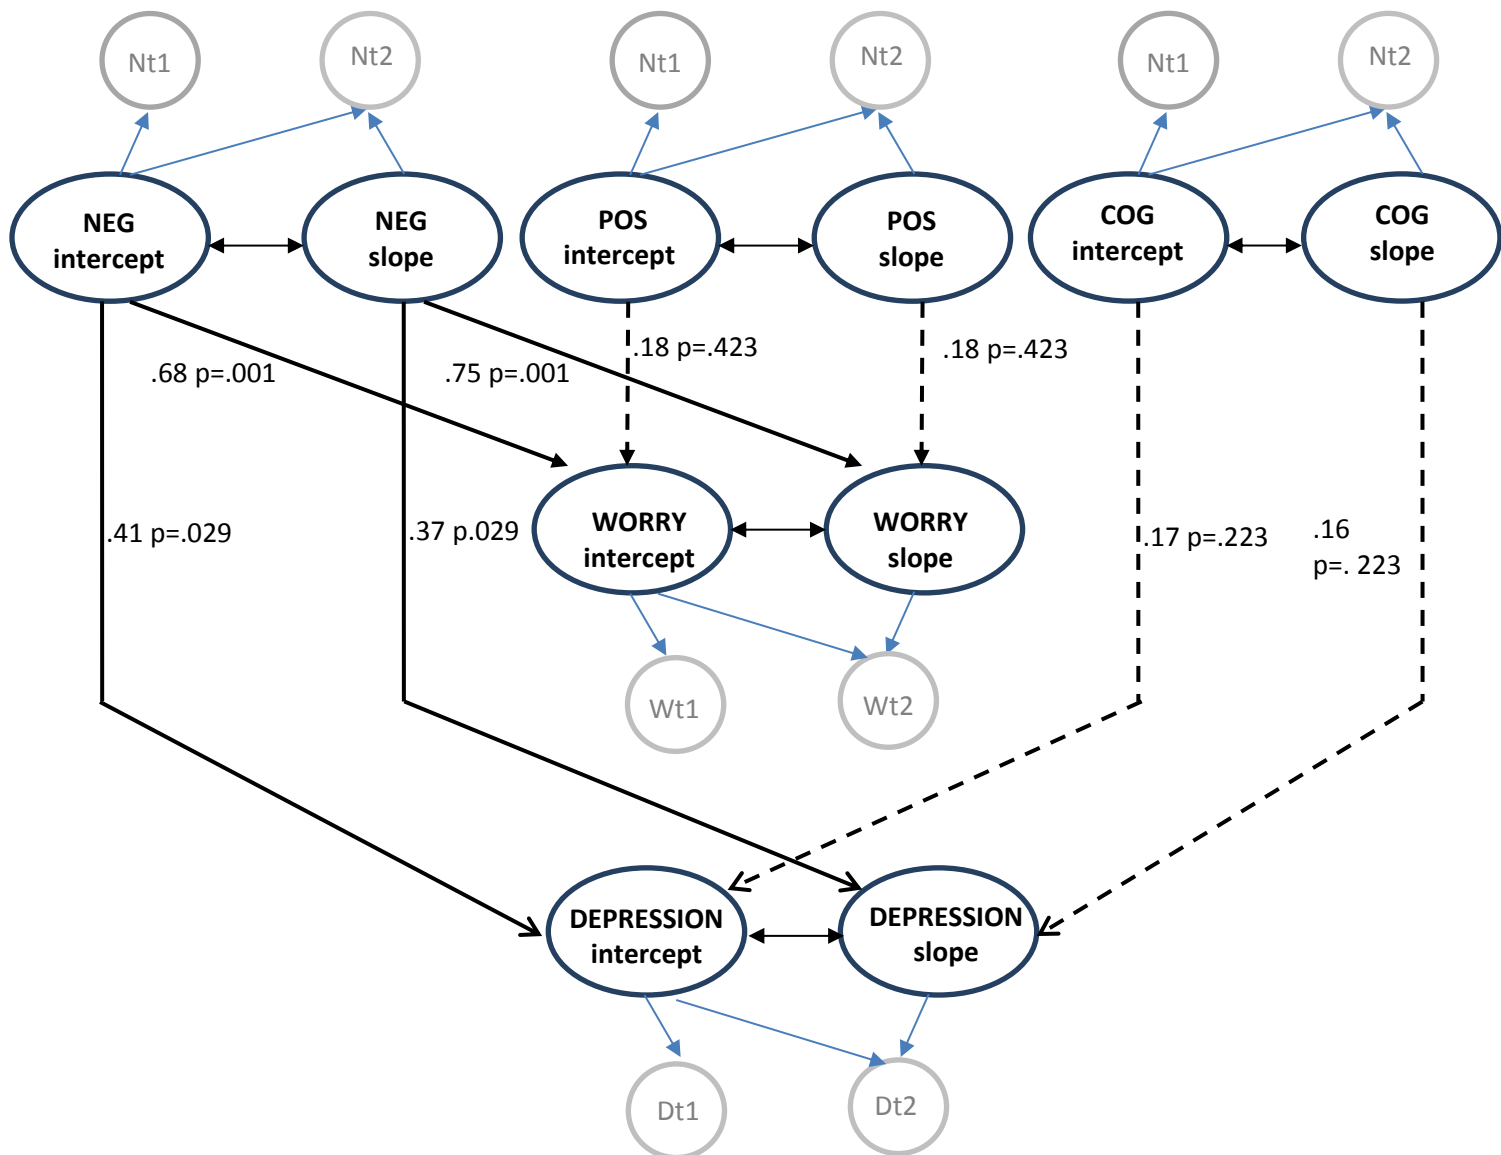 Nt1
Nt2
Nt1
Nt2
Nt1
Nt2
NEG
intercept
NEG
slope
POS
intercept
POS
slope
COG
intercept
COG
slope
.68 p=.001
.75 p=.001
.18 p=.423
.18 p=.423
.41 p=.029
.37 p.029
WORRY
intercept
WORRY
slope
.17 p=.223
.16
p=. 223
Wt1
Wt2
DEPRESSION
intercept
DEPRESSION
slope
Dt1
Dt2